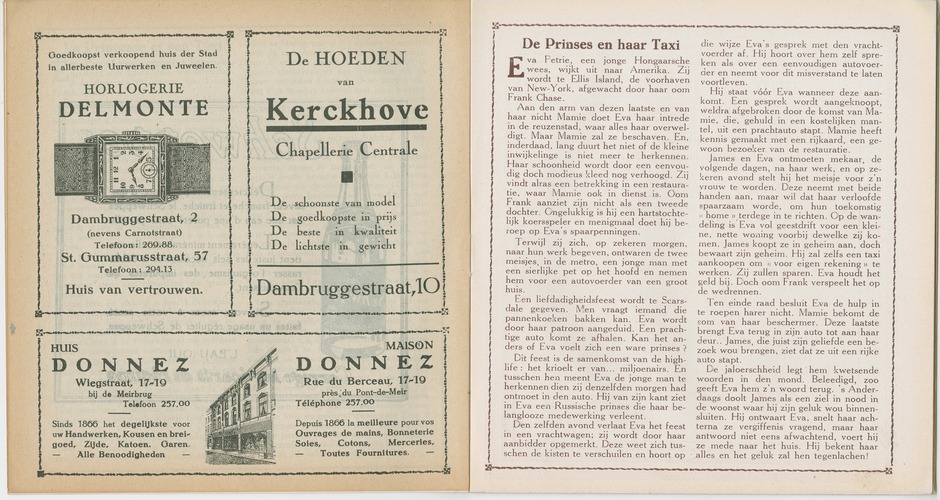 Goedkoopst verkoopend huis der Stad
in allerbeste Uurwerken en Juweelen.
HORLOGERIE
DELMONTE
Dambruggestraat, 2
(nevens Carnotstraat)
Telefoon: 269.88.
St. Gummarusstraat, 57
Telefoon: 294.13
Huis van vertrouwen.
De HOEDEN
van
Kerckhove
Chapellerie Centrale
De schoonste van model
De goedkoopste in prijs
De beste in kwaliteit
De lichtste in gewicht
Dambruggestraat, 10
HUIS
DONNEZ
Wiegstraat, 17-19
bij de Meirbrug
Telefoon 257.00
Sinds 1866 het degelijkste voor
uw Handwerken, Kousen en brei-
goed, Zijde, Katoen. Garen.
— Alle Benoodigheden —
MAISON
DONNEZ
Rue du Berceau, 17-19
près du Pont-de-Meir
Téléphone 257.00
Depuis 1866 la meilleure pour vos
Ouvrages de mains, Bonneterie
Soies, Cotons, Merceries.
— Toutes Fournitures. —
De Prinses en haar Taxi
Eva Fetrie, een jonge Hongaarsche
wees, wijkt uit naar Amerika. Zij
wordt te Ellis Island, de voorhaven
van New-York, afgewacht door haar oom
Frank Chase.
Aan den arm van dezen laatste en van
haar nicht Mamie doet Eva haar intrede
in de reuzenstad, waar alles haar overwel-
digt. Maar Mamie zal ze beschaven. En,
inderdaad, lang duurt het niet of de kleine
inwijkelinge is niet meer te herkennen.
Haar schoonheid wordt door een eenvou-
dig doch modieus kleed nog verhoogd. Zij
vindt alras een betrekking in een restaura-
tie, waar Mamie ook in dienst is. Oom
Frank aanziet zijn nicht als een tweede
dochter. Ongelukkig is hij een hartstochte-
lijk koersspeler en menigmaal doet hij be-
roep op Eva's spaarpenningen.
Terwijl zij zich, op zekeren morgen,
naar hun werk begeven, ontwaren de twee
meisjes, in de metro, een jonge man met
een sierlijke pet op het hoofd en nemen
hem voor een autovoerder van een groot
huis.
Een liefdadigheidsfeest wordt te Scars-
dale gegeven. Men vraagt iemand die
pannenkoeken bakken kan. Eva wordt
door haar patroon aangeduid. Een prach-
tige auto komt ze afhalen. Kan het an-
ders of Eva voelt zich een ware prinses?
Dit feest is de samenkomst van de high-
life: het krioelt er van... miljoenairs. En
tusschen hen meent Eva de jonge man te
herkennen dien zij denzelfden morgen had
ontmoet in den auto. Hij van zijn kant ziet
in Eva een Russische prinses die haar be-
langlooze medewerking verleent.
Den zelfden avond verlaat Eva het feest
in een vrachtwagen; zij wordt door haar
aanbidder opgemerkt. Deze weet zich tus-
schen de kisten te verschuilen en hoort op
die wijze Eva's gesprek met den vracht-
voerder af. Hij hoort over hem zelf spre-
ken als over een eenvoudigen autovoer-
der en neemt voor dit misverstand te laten
voortleven.
Hij staat vóór Eva wanneer deze aan-
komt. Een gesprek wordt aangeknoopt,
weldra afgebroken door de komst van Ma-
mie, die, gehuld in een kostelijken man-
tel, uit een prachtauto stapt. Mamie heeft
kennis gemaakt met een rijkaard, een ge-
woon bezoeker van de restauratie.
James en Eva ontmoeten mekaar, de
volgende dagen, na haar werk, en op ze-
keren avond stelt hij het meisje voor z'n
vrouw te worden. Deze neemt met beide
handen aan, maar wil dat haar verloofde
spaarzaam worde, om hun toekomstig
« home » terdege in te richten. Op de wan-
deling is Eva vol geestdrift voor een klei-
ne, nette woning voorbij dewelke zij ko-
men. James koopt ze in geheim aan, doch
bewaart zijn geheim. Hij zal zelfs een taxi
aankoopen om « voor eigen rekening » te
werken. Zij zullen sparen. Eva houdt het
geld bij. Doch oom Frank verspeelt het op
de wedrennen.
Ten einde raad besluit Eva de hulp in
te roepen harer nicht. Mamie bekomt de
som van haar beschermer. Deze laatste
brengt Eva terug in zijn auto tot aan haar
deur.. James, die juist zijn geliefde een be-
zoek wou brengen, ziet dat ze uit een rijke
auto stapt.
De jaloerschheid legt hem kwetsende
woorden in den mond. Beleedigd, zoo
geeft Eva hem z'n woord terug. 's Ander-
daags doolt James als een ziel in nood in
de woonst waar hij zijn geluk wou binnen-
sluiten. Hij ontwaart Eva, snelt haar ach-
terna ze vergiffenis vragend, maar haar
antwoord niet eens afwachtend, voert hij
ze mede naar het huis. Hij bekent haar
alles en het geluk zal hen tegenlachen!